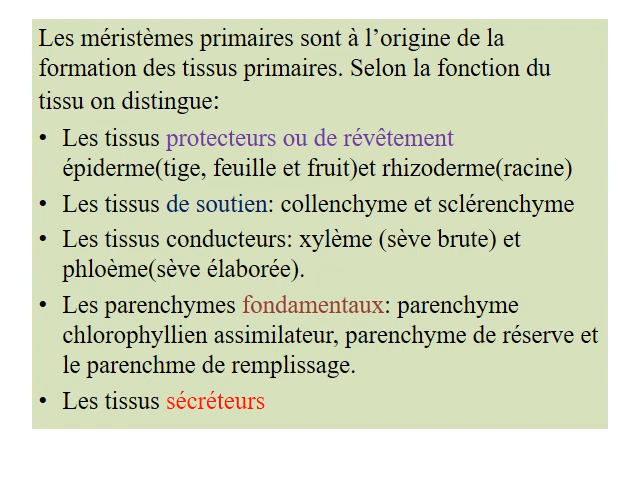 Les méristèmes primaires sont à l’origine de la
formation des tissus primaires. Selon la fonction du
tissu on distingue:
• Les tissus protecteurs ou de révêtement
épiderme(tige, feuille et fruit)et rhizoderme(racine)
• Les tissus de soutien: collenchyme et sclérenchyme
• Les tissus conducteurs: xylème (sève brute) et
phloème(sève élaborée).
• Les parenchymes fondamentaux: parenchyme
chlorophyllien assimilateur, parenchyme de réserve et
le parenchme de remplissage.
• Les tissus sécréteurs